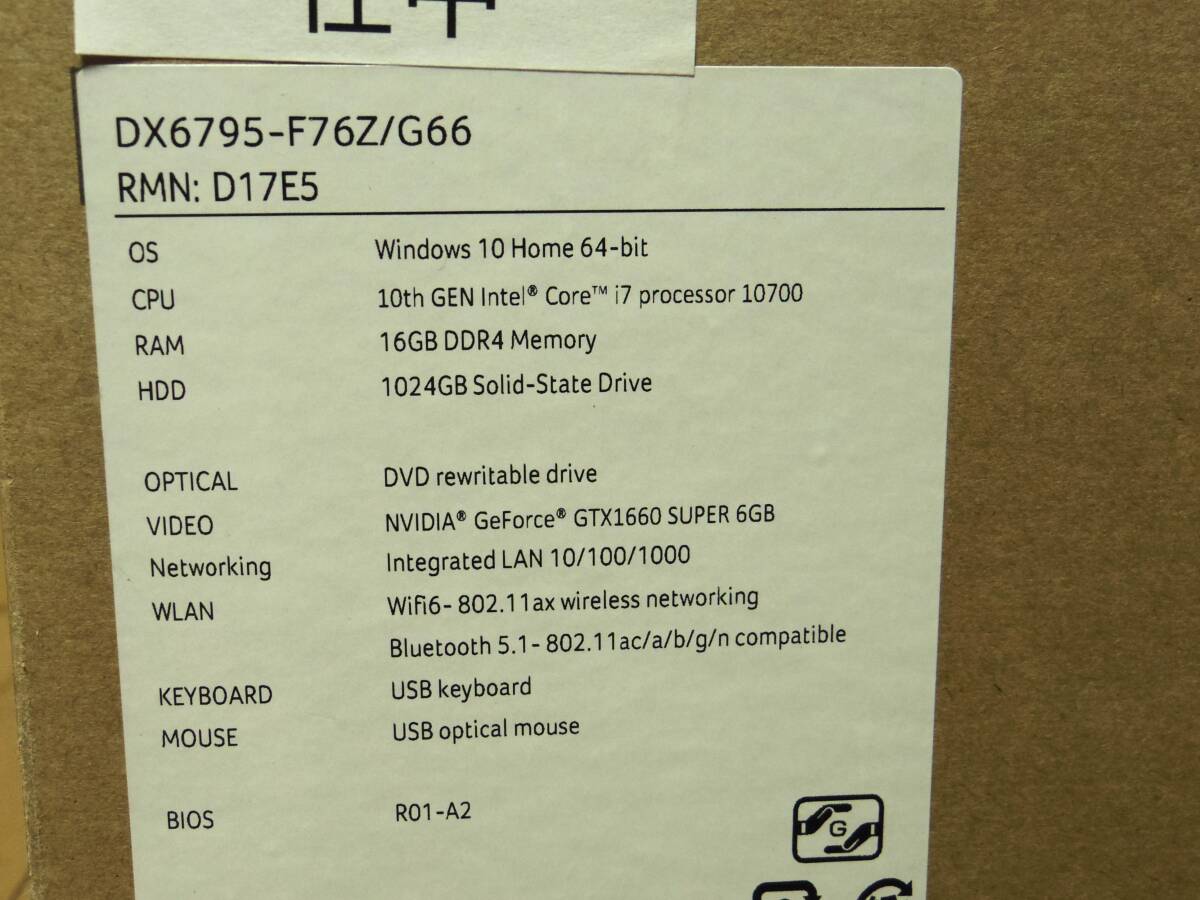 DX6795-F76Z/G66
RMN: D17E5
OS Windows 10 Home 64-bit
CPU 10th GEN Intel® Core™ i7 processor 10700
RAM 16GB DDR4 Memory
HDD 1024GB Solid-State Drive
OPTICAL DVD rewritable drive
VIDEO NVIDIA® GeForce® GTX1660 SUPER 6GB
Networking Integrated LAN 10/100/1000
WLAN Wifi6- 802.11ax wireless networking
Bluetooth 5.1- 802.11ac/a/b/g/n compatible
KEYBOARD USB keyboard
MOUSE USB optical mouse
BIOS R01-A2
G